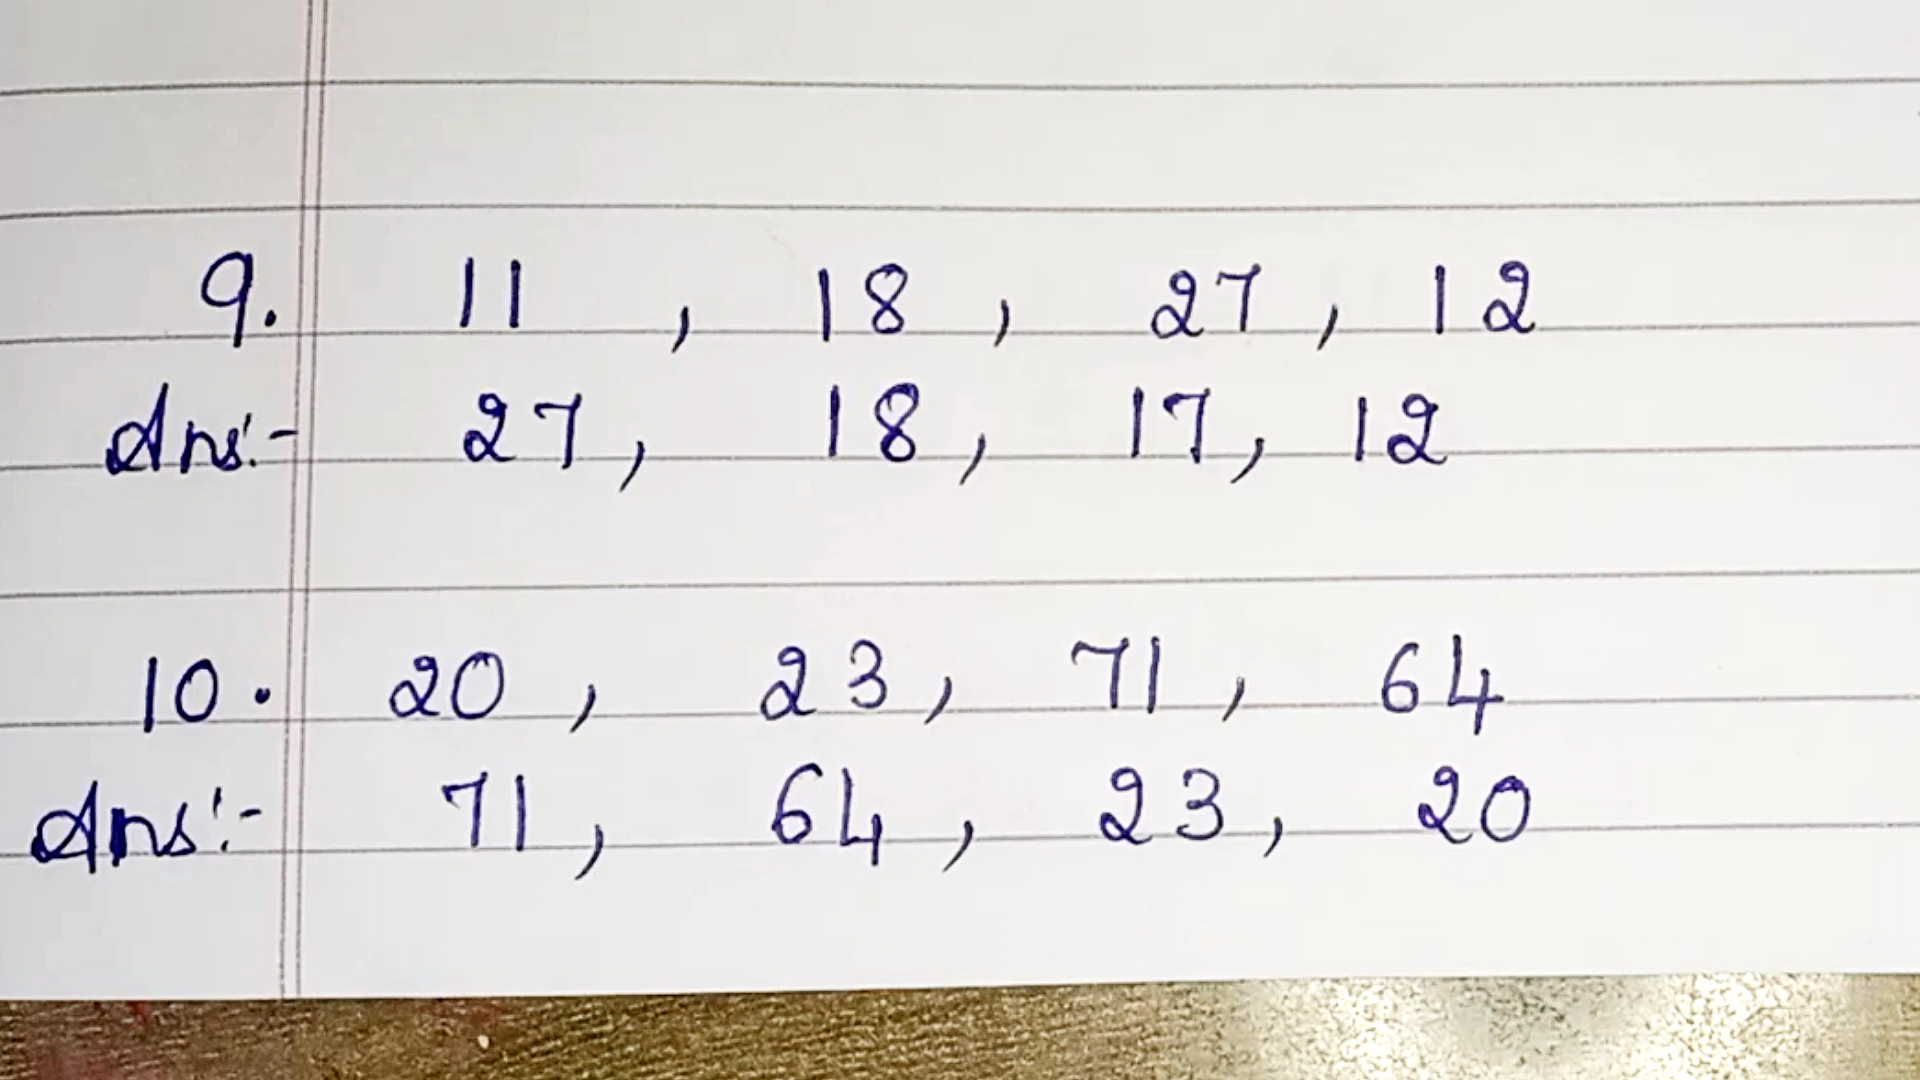 9. 11 , 18 , 27 , 12
Ans:- 27, 18, 17, 12
10. 20 , 23, 71 , 64
Ans:- 71, 64, 23, 20